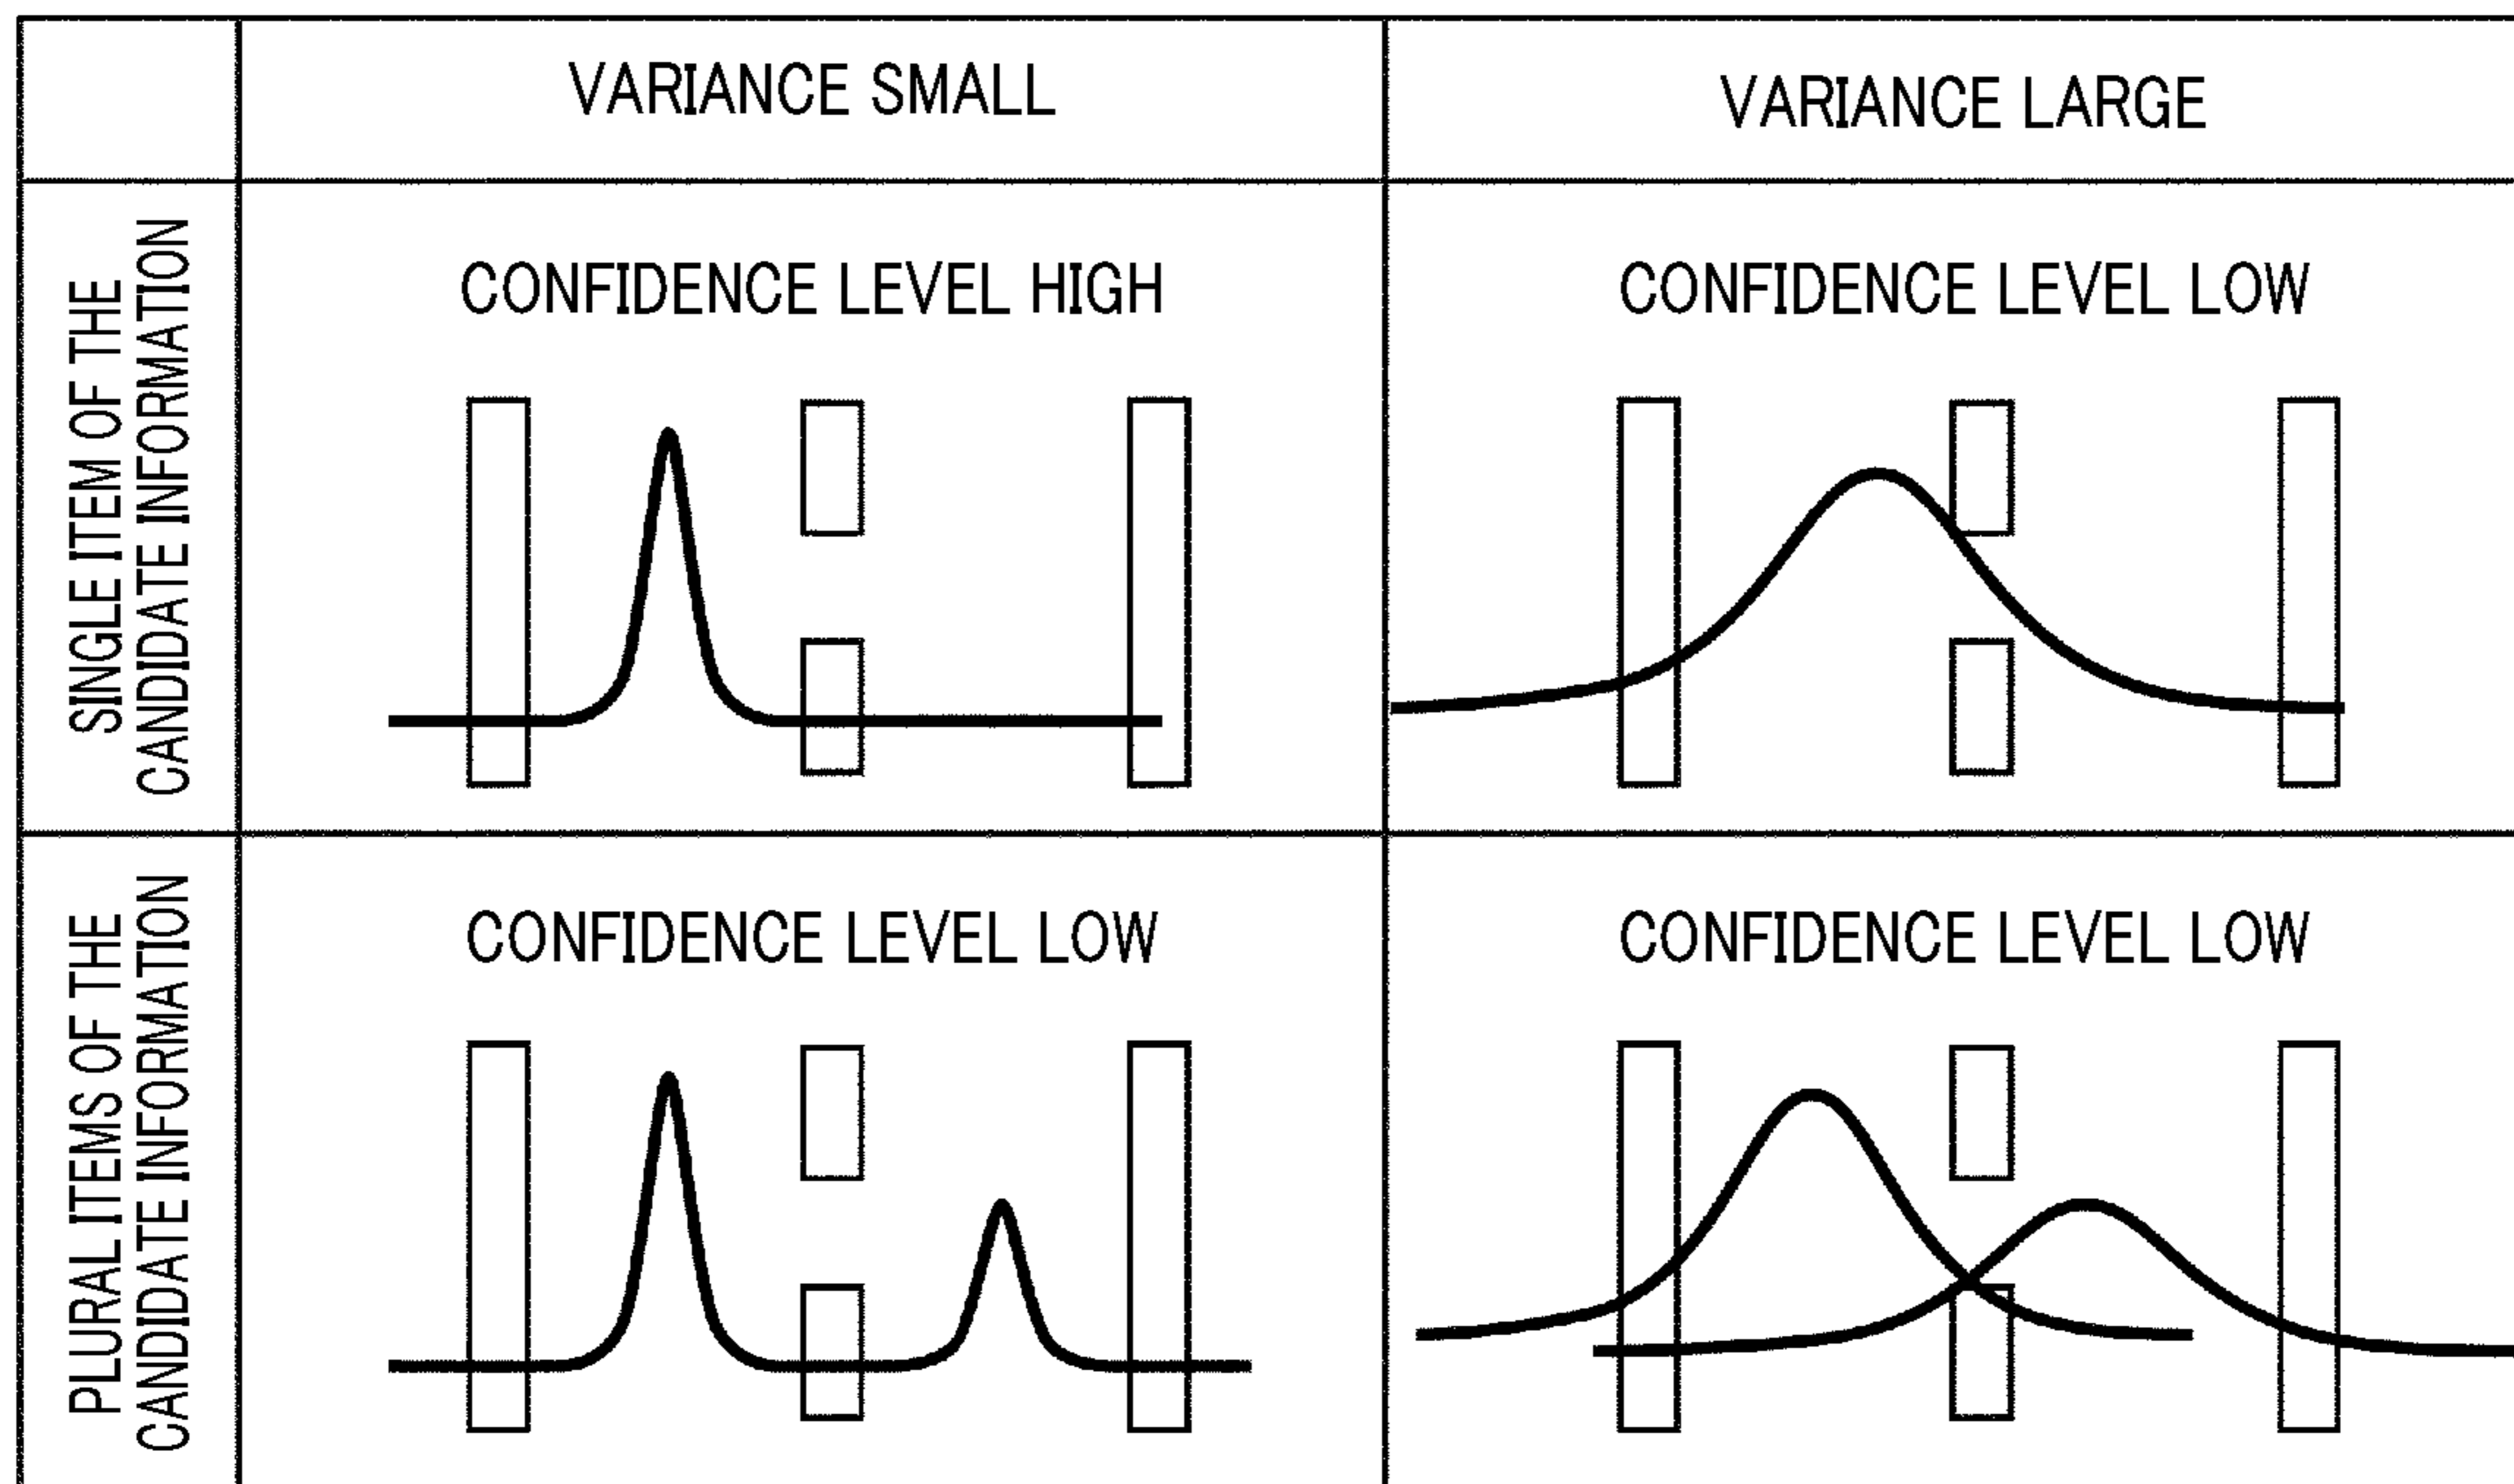 VARIANCE SMALL
VARIANCE LARGE
SINGLE ITEM OF THE
CANDIDATE INFORMATION
CONFIDENCE LEVEL HIGH
CONFIDENCE LEVEL LOW
PLURAL ITEMS OF THE
CANDIDATE INFORMATION
CONFIDENCE LEVEL LOW
CONFIDENCE LEVEL LOW